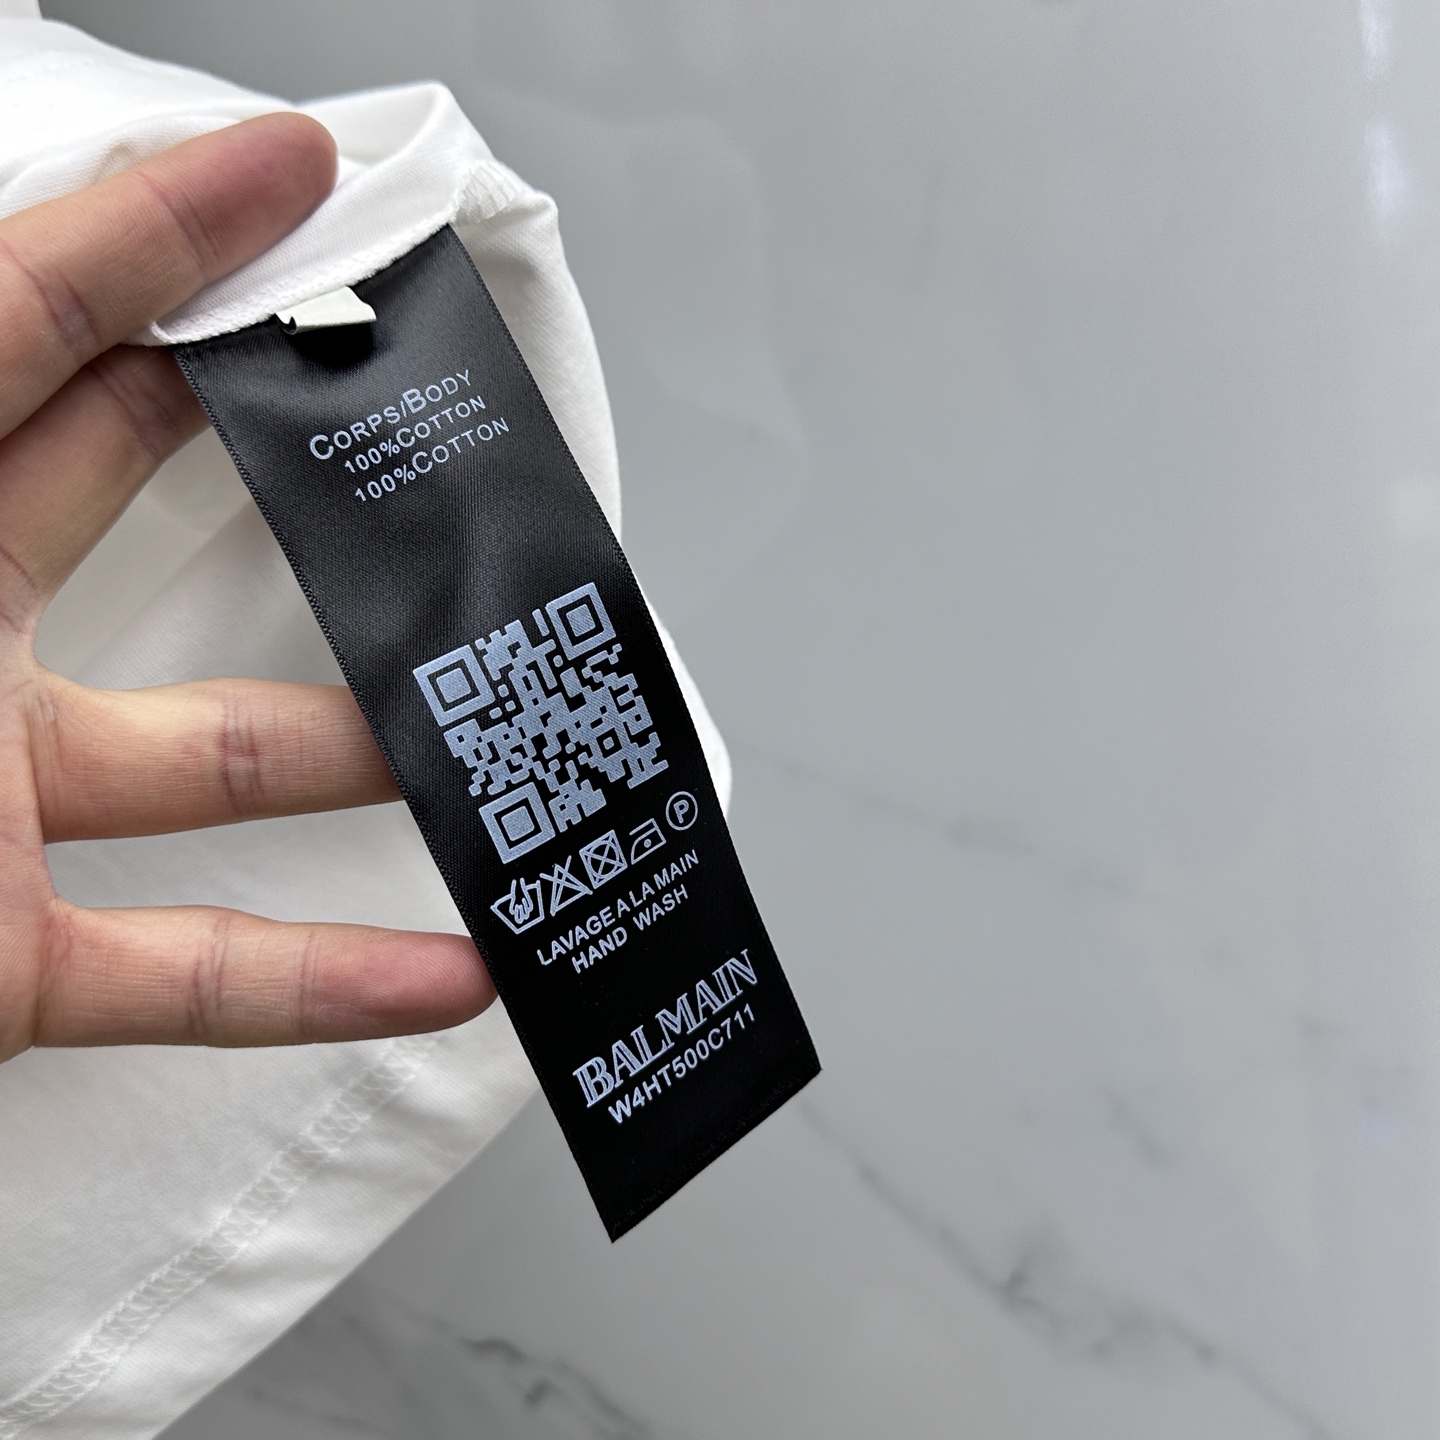 CORPS/BODY
100%COTTON
100%COTTON
P
LAVAGE A LA MAIN
HAND WASH
BALMAIN
W4HT500C711